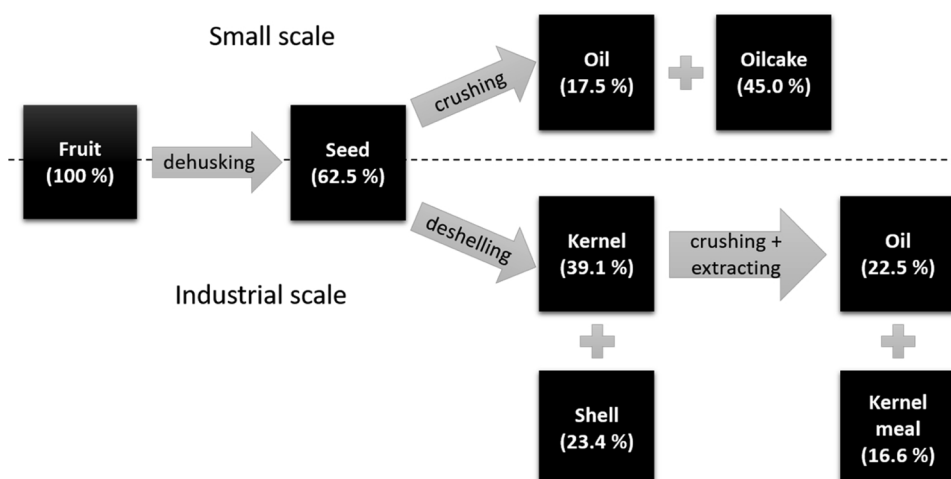 Small scale
crushing
Oil
(17.5 %)
Oilcake
(45.0 %)
Fruit
(100 %)
dehusking
Seed
(62.5 %)
deshelling
Kernel
(39.1 %)
crushing +
extracting
Oil
(22.5 %)
Industrial scale
Shell
(23.4 %)
Kernel
meal
(16.6 %)